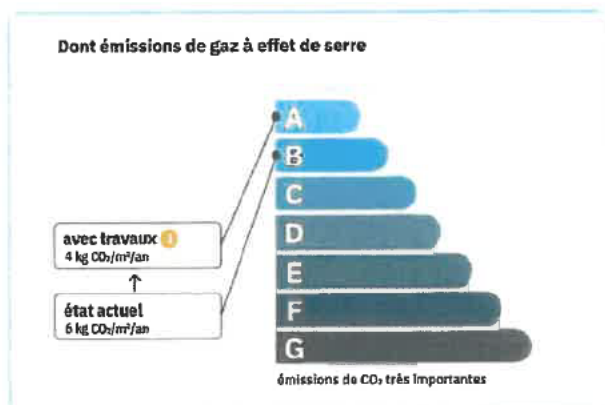 Dont émissions de gaz à effet de serre
A
B
C
D
E
F
G
avec travaux
4 kg CO₂/m²/an
↑
état actuel
6 kg CO₂/m²/an
émissions de CO₂ très importantes